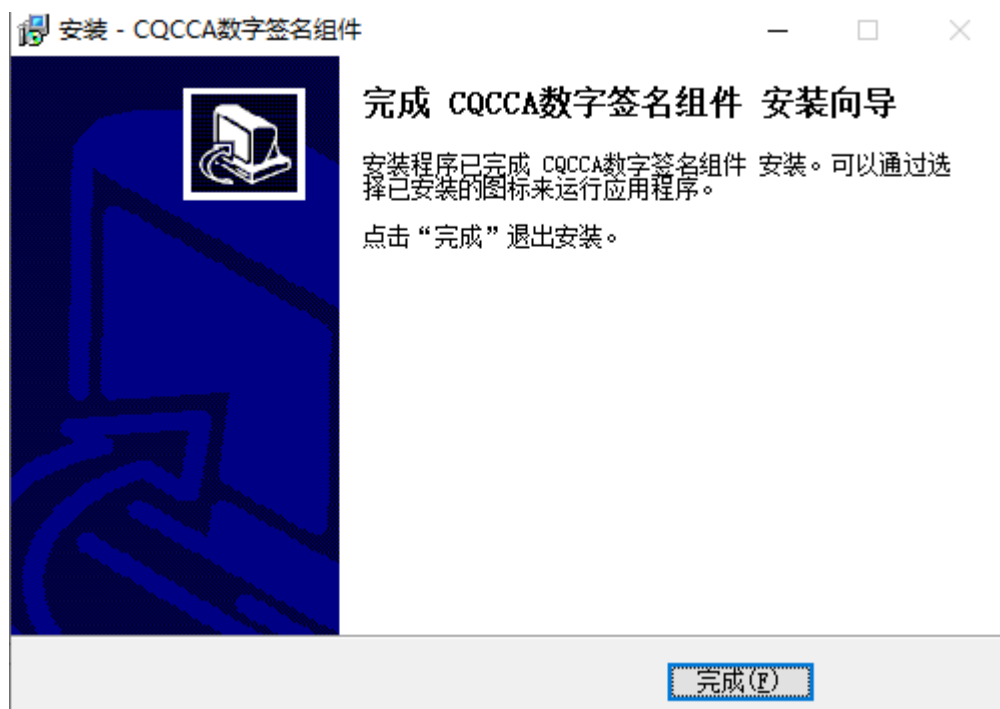 安装 - CQCCA数字签名组件
完成 CQCCA数字签名组件 安装向导
安装程序已完成 CQCCA数字签名组件 安装。可以通过选
择已安装的图标来运行应用程序。
点击“完成”退出安装。
完成(F)